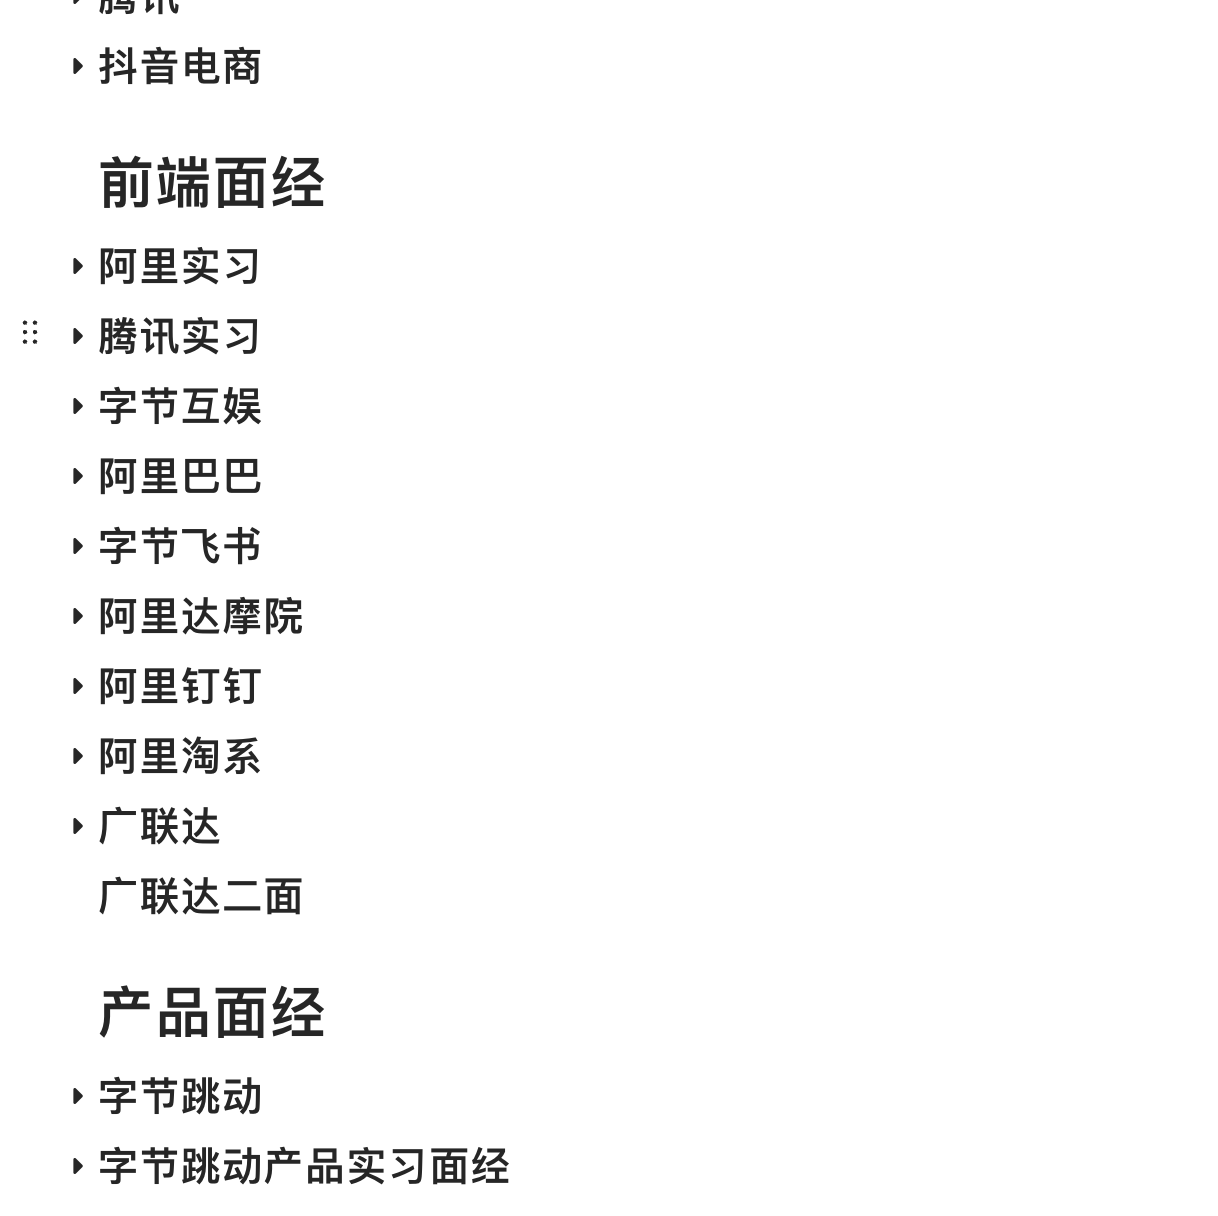 腾讯
抖音电商
前端面经
阿里实习
腾讯实习
字节互娱
阿里巴巴
字节飞书
阿里达摩院
阿里钉钉
阿里淘系
广联达
广联达二面
产品面经
字节跳动
字节跳动产品实习面经